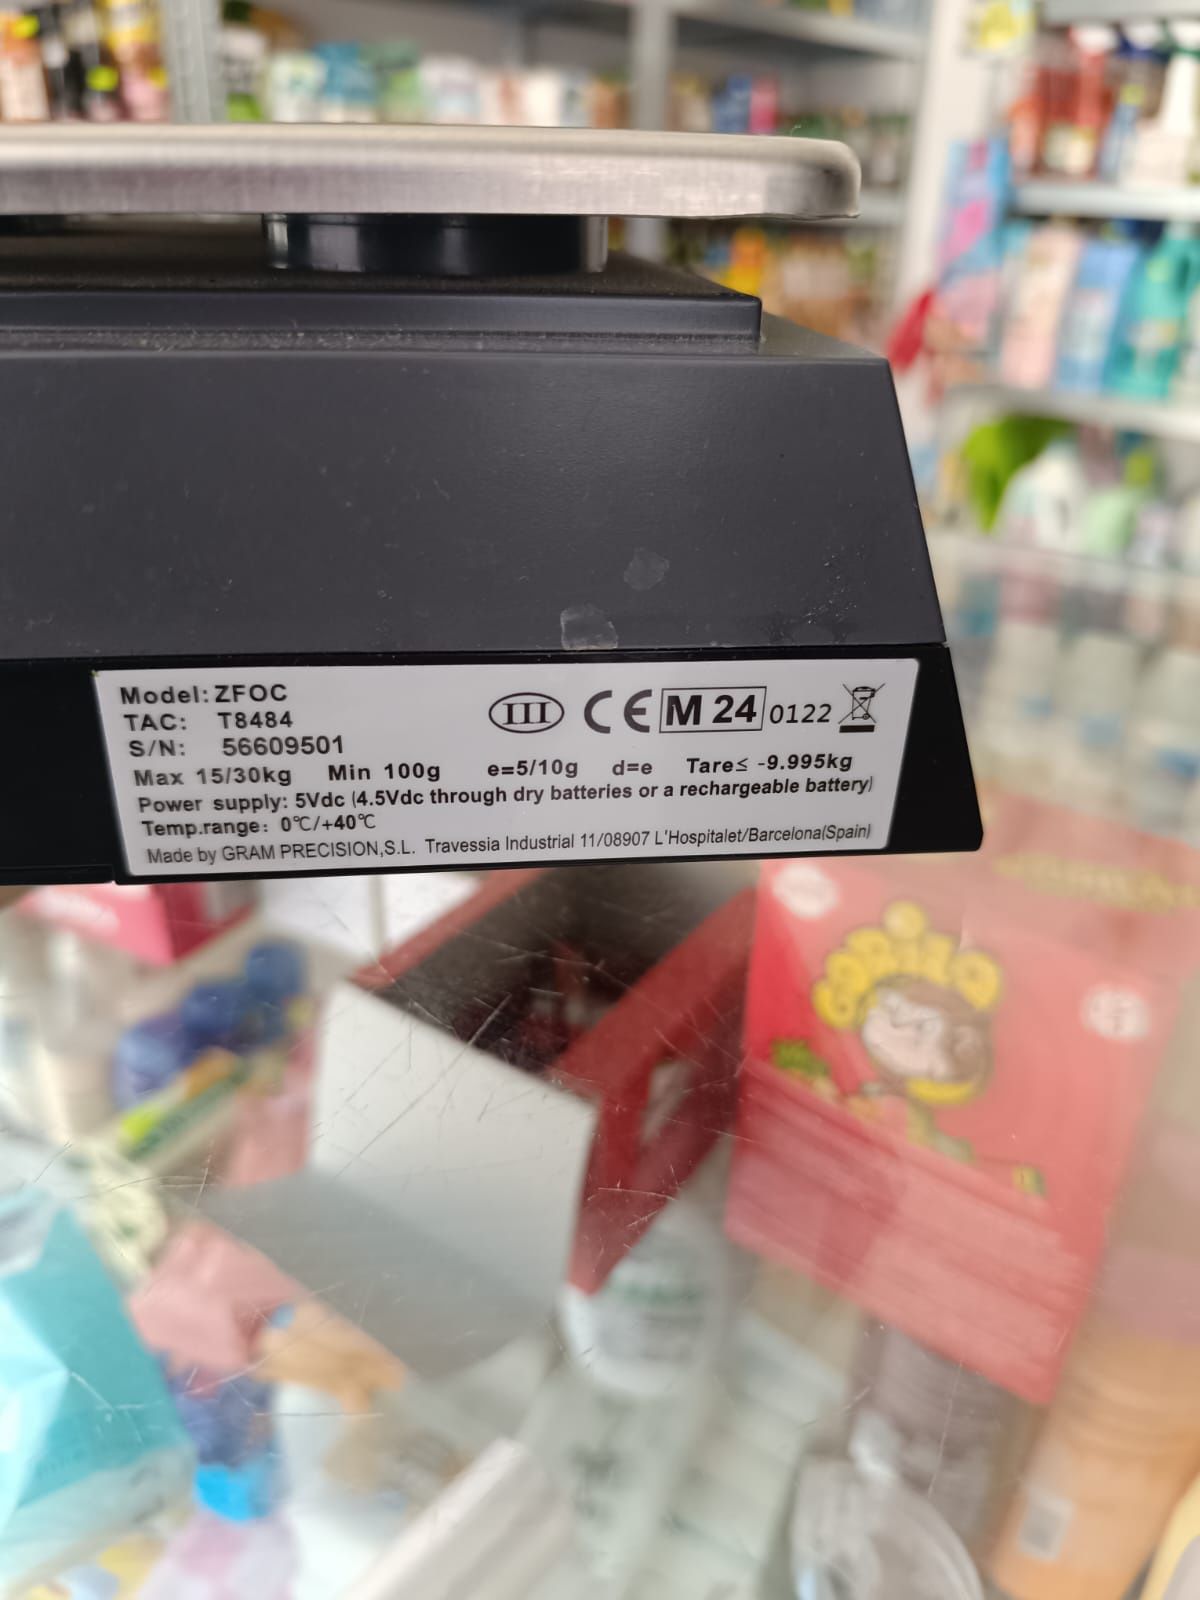 Model: ZFOC
TAC: T8484
S/N: 56609501
III CE M 24 0122
Max 15/30kg Min 100g e=5/10g d=e Tare≤ -9.995kg
Power supply: 5Vdc (4.5Vdc through dry batteries or a rechargeable battery)
Temp.range: 0℃/+40℃
Made by GRAM PRECISION,S.L. Travessia Industrial 11/08907 L'Hospitalet/Barcelona(Spain)